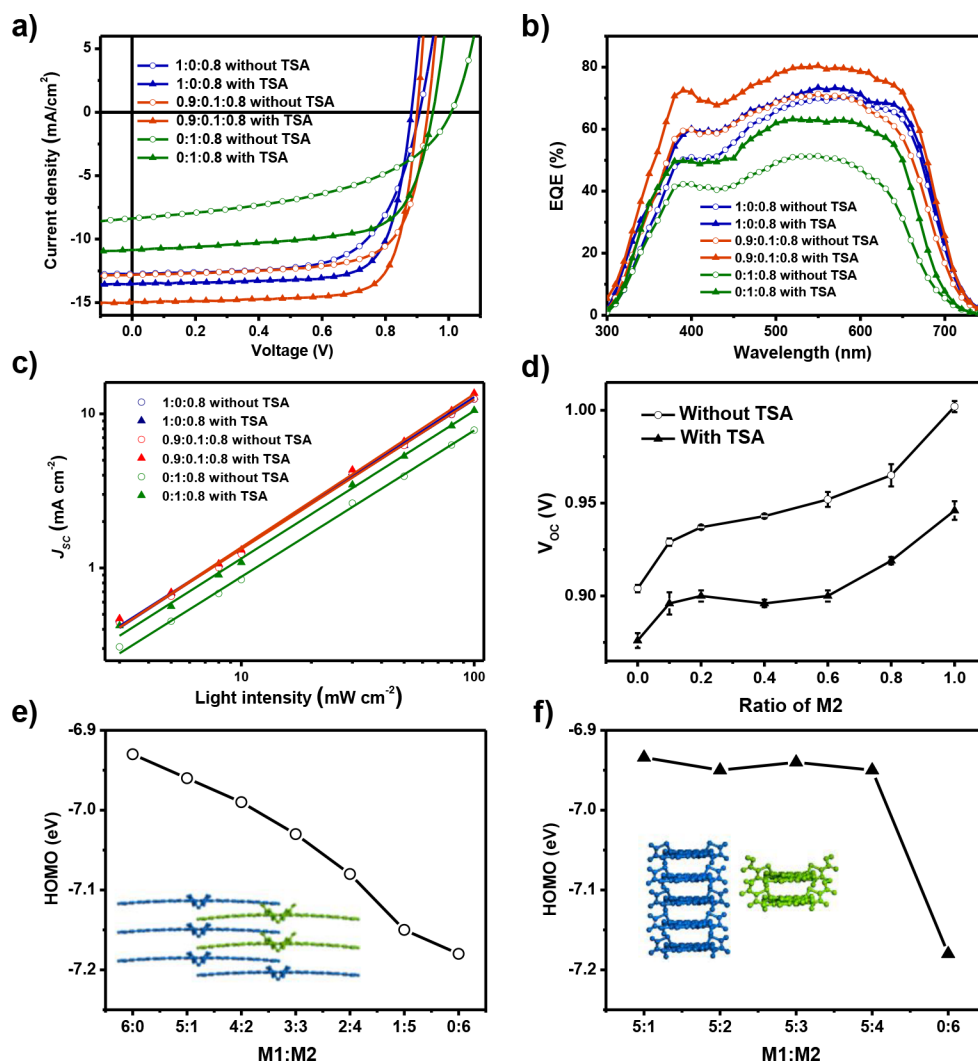 a)
5
0
-5
-10
-15
Current density (mA/cm²)
1:0:0.8 without TSA
1:0:0.8 with TSA
0.9:0.1:0.8 without TSA
0.9:0.1:0.8 with TSA
0:1:0.8 without TSA
0:1:0.8 with TSA
0.0 0.2 0.4 0.6 0.8 1.0
Voltage (V)
b)
80
60
40
20
0
EQE (%)
1:0:0.8 without TSA
1:0:0.8 with TSA
0.9:0.1:0.8 without TSA
0.9:0.1:0.8 with TSA
0:1:0.8 without TSA
0:1:0.8 with TSA
300 400 500 600 700
Wavelength (nm)
c)
10
1
J_SC (mA cm⁻²)
1:0:0.8 without TSA
1:0:0.8 with TSA
0.9:0.1:0.8 without TSA
0.9:0.1:0.8 with TSA
0:1:0.8 without TSA
0:1:0.8 with TSA
10 100
Light intensity (mW cm⁻²)
d)
1.00
0.95
0.90
V_OC (V)
Without TSA
With TSA
0.0 0.2 0.4 0.6 0.8 1.0
Ratio of M2
e)
-6.9
-7.0
-7.1
-7.2
HOMO (eV)
6:0 5:1 4:2 3:3 2:4 1:5 0:6
M1:M2
f)
-6.9
-7.0
-7.1
-7.2
HOMO (eV)
5:1 5:2 5:3 5:4 0:6
M1:M2